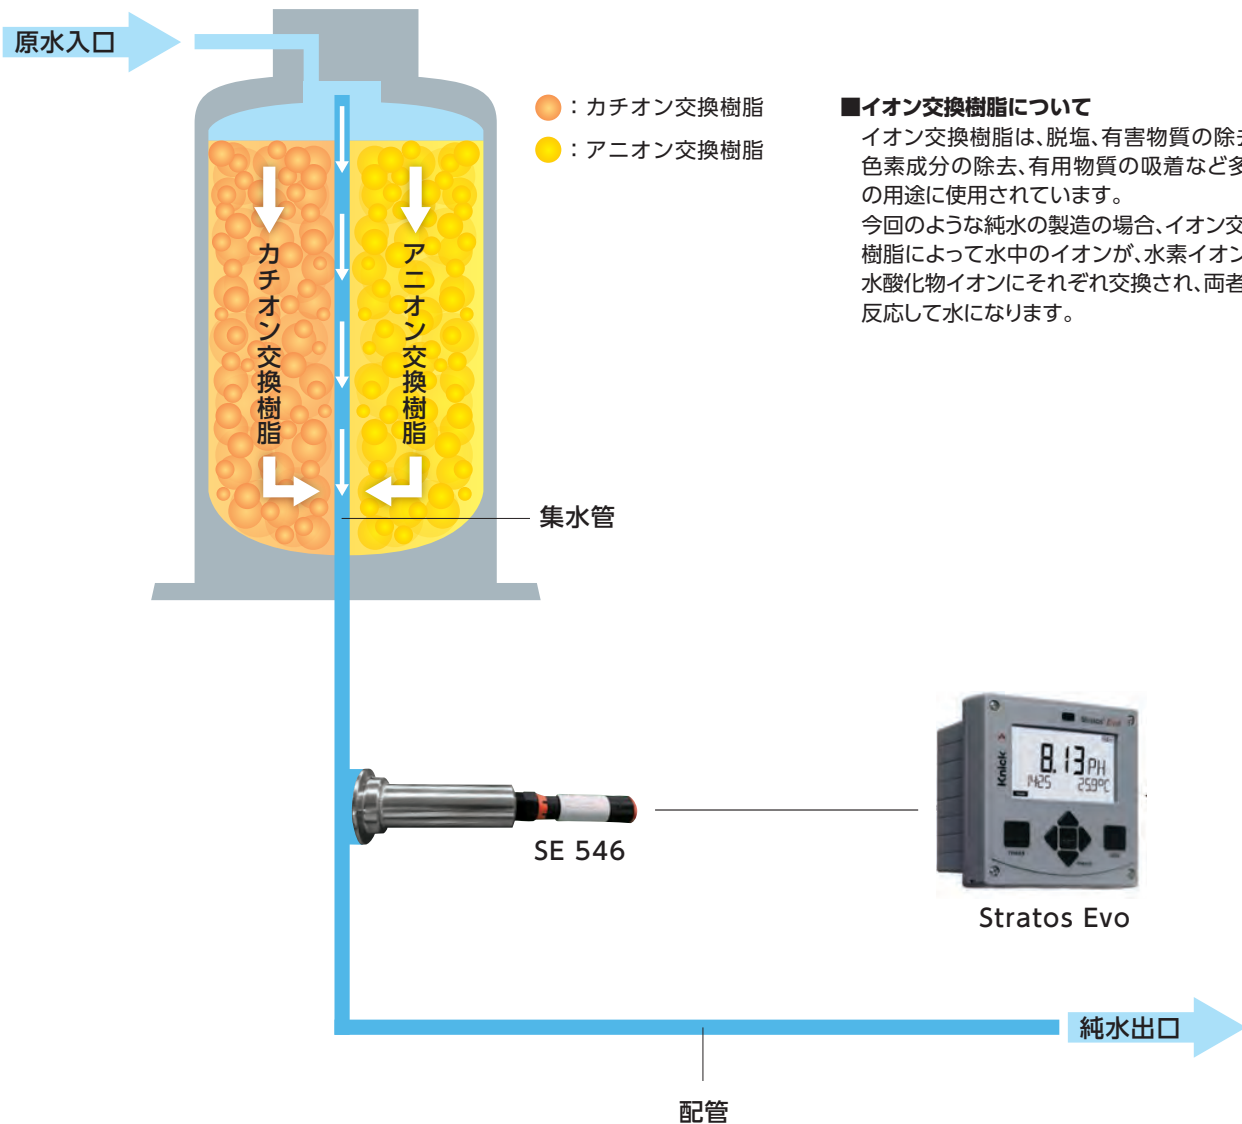 原水入口
：カチオン交換樹脂
：アニオン交換樹脂
■イオン交換樹脂について
イオン交換樹脂は、脱塩、有害物質の除
色素成分の除去、有用物質の吸着など多
の用途に使用されています。
今回のような純水の製造の場合、イオン交
樹脂によって水中のイオンが、水素イオン
水酸化物イオンにそれぞれ交換され、両者
反応して水になります。
カチオン交換樹脂
アニオン交換樹脂
集水管
SE 546
Knick
Stratos Evo
8.13 PH
1425 25.9°C
Stratos Evo
純水出口
配管